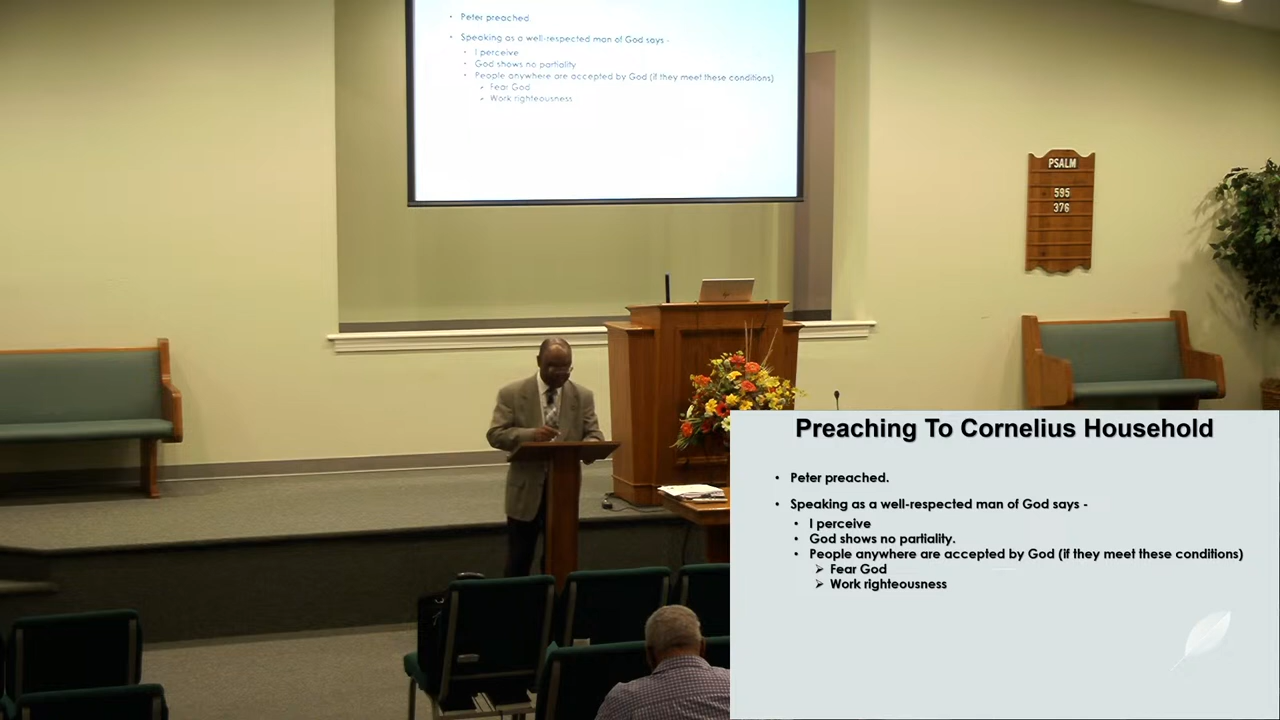 • Peter preached.
• Speaking as a well-respected man of God says -
• I perceive
• God shows no partiality
• People anywhere are accepted by God (if they meet these conditions)
➢ Fear God
➢ Work righteousness
PSALM
595
376
Preaching To Cornelius Household
• Peter preached.
• Speaking as a well-respected man of God says -
• I perceive
• God shows no partiality.
• People anywhere are accepted by God (if they meet these conditions)
➢ Fear God
➢ Work righteousness